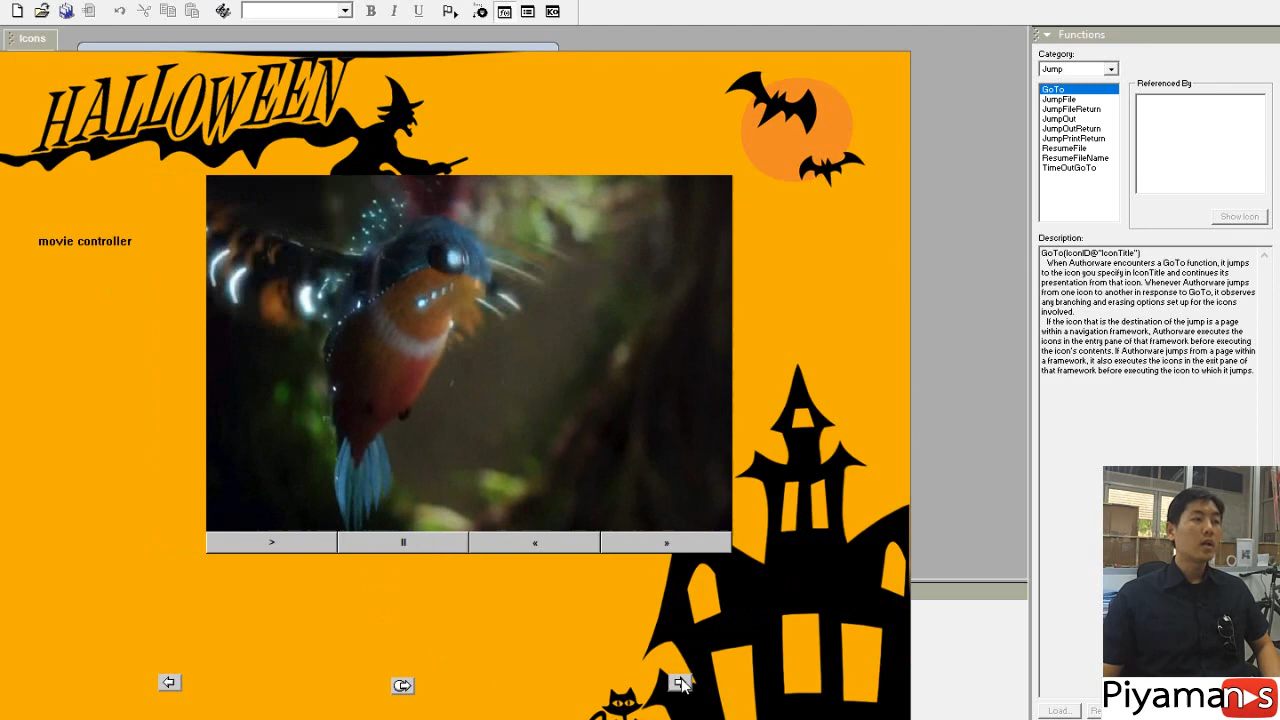 Icons
Functions
Category:
Jump
Referenced By
GoTo
JumpFile
JumpFileReturn
JumpOut
JumpOutReturn
JumpPrintReturn
ResumeFile
ResumeFileName
TimeOutGoTo
Show Icon
Description:
GoTo(IconID@"IconTitle")
When Authorware encounters a GoTo function, it jumps
to the icon you specify in IconTitle and continues its
presentation from that icon. Whenever Authorware jumps
from one icon to another in response to GoTo, it observes
any branching and erasing options set up for the icons
involved.
If the icon that is the destination of the jump is a page
within a navigation framework, Authorware executes the
icons in the entry pane of that framework before executing
the icon's contents. If Authorware jumps from a page within
a framework, it also executes the icons in the exit pane of
that framework before executing the icon to which it jumps.
Load...
HALLOWEEN
movie controller
> II « »
Piyaman s
B I U
Ko